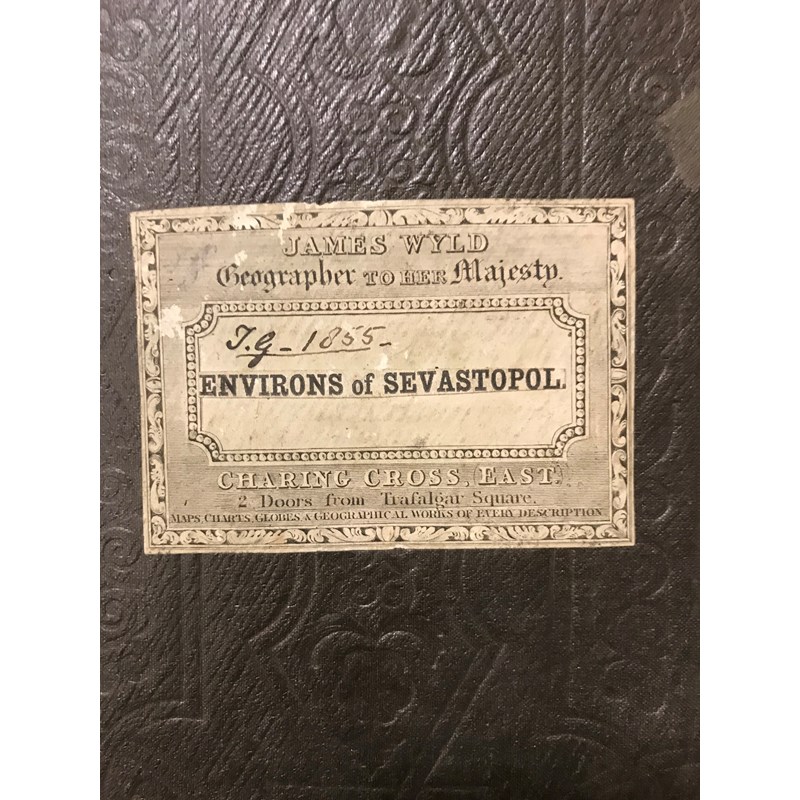 JAMES WYLD
Geographer TO HER Majesty.
J.G - 1855 -
ENVIRONS of SEVASTOPOL.
CHARING CROSS, EAST.
2 Doors from Trafalgar Square.
MAPS, CHARTS, GLOBES, & GEOGRAPHICAL WORKS OF EVERY DESCRIPTION.